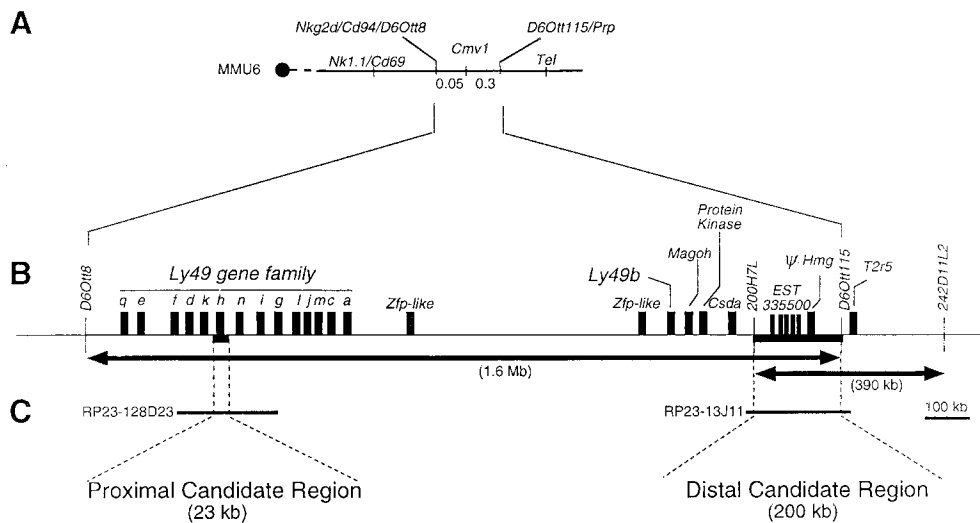 A
Nkg2d/Cd94/D6Ott8
D6Ott115/Prp
Cmv1
MMU6
Nk1.1/Cd69
Tel
0.05
0.3
Protein
Kinase
B
Ly49 gene family
Ly49b
Magoh
Ψ Hmg
D6Ott8
q e f d k h n i g l j m c a
Zfp-like
Zfp-like
Csda
200H7L
EST
335500
D6Ott115
T2r5
242D11L2
(1.6 Mb)
(390 kb)
C
RP23-128D23
RP23-13J11
100 kb
Proximal Candidate Region
(23 kb)
Distal Candidate Region
(200 kb)